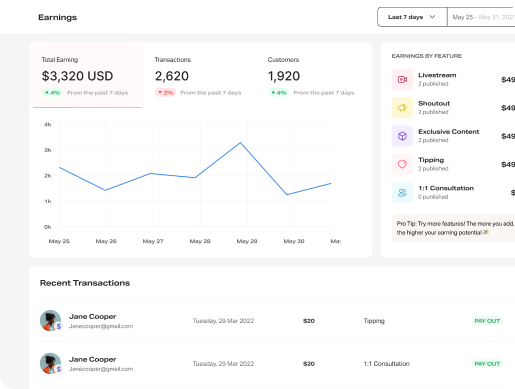 Earnings
Last 7 days
May 25 - May 31, 202
Total Earning
$3,320 USD
4% From the past 7 days
Transactions
2,620
2% From the past 7 days
Customers
1,920
4% From the past 7 days
4k
3k
2k
1k
0k
May 25 May 26 May 27 May 28 May 29 May 30 May
EARNINGS BY FEATURE
Livestream
2 published
$49
Shoutout
2 published
$49
Exclusive Content
2 published
$49
Tipping
2 published
$49
1:1 Consultation
0 punlished
$
Pro Tip: Try more features! The more you add,
the higher your earning potential
Recent Transactions
Jane Cooper
Janecooper@gmail.com
Tuesday, 29 Mar 2022
$20
Tipping
PAY OUT
Jane Cooper
Janecooper@gmail.com
Tuesday, 29 Mar 2022
$20
1:1 Consultation
PAY OUT